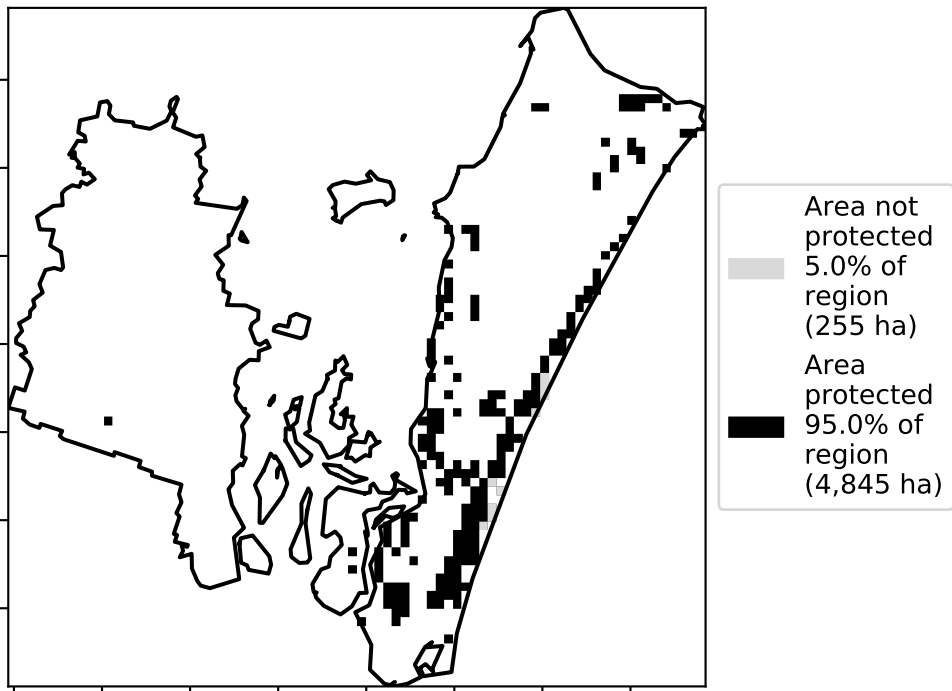 Area not
protected
5.0% of
region
(255 ha)
Area
protected
95.0% of
region
(4,845 ha)